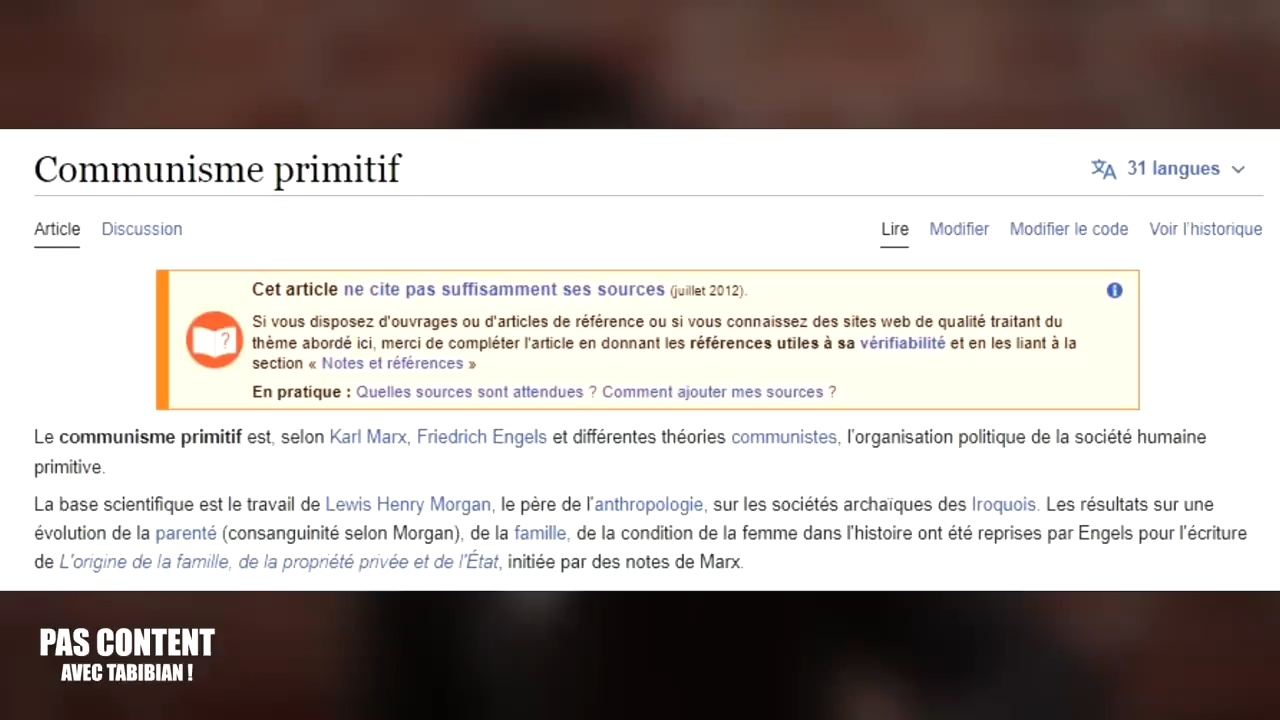 Communisme primitif
31 langues
Article Discussion
Lire Modifier Modifier le code Voir l'historique
Cet article ne cite pas suffisamment ses sources (juillet 2012).
Si vous disposez d'ouvrages ou d'articles de référence ou si vous connaissez des sites web de qualité traitant du
thème abordé ici, merci de compléter l'article en donnant les références utiles à sa vérifiabilité et en les liant à la
section « Notes et références »
En pratique : Quelles sources sont attendues ? Comment ajouter mes sources ?
Le communisme primitif est, selon Karl Marx, Friedrich Engels et différentes théories communistes, l'organisation politique de la société humaine
primitive.
La base scientifique est le travail de Lewis Henry Morgan, le père de l'anthropologie, sur les sociétés archaïques des Iroquois. Les résultats sur une
évolution de la parenté (consanguinité selon Morgan), de la famille, de la condition de la femme dans l'histoire ont été reprises par Engels pour l'écriture
de L'origine de la famille, de la propriété privée et de l'État, initiée par des notes de Marx.
PAS CONTENT
AVEC TABIBIAN !